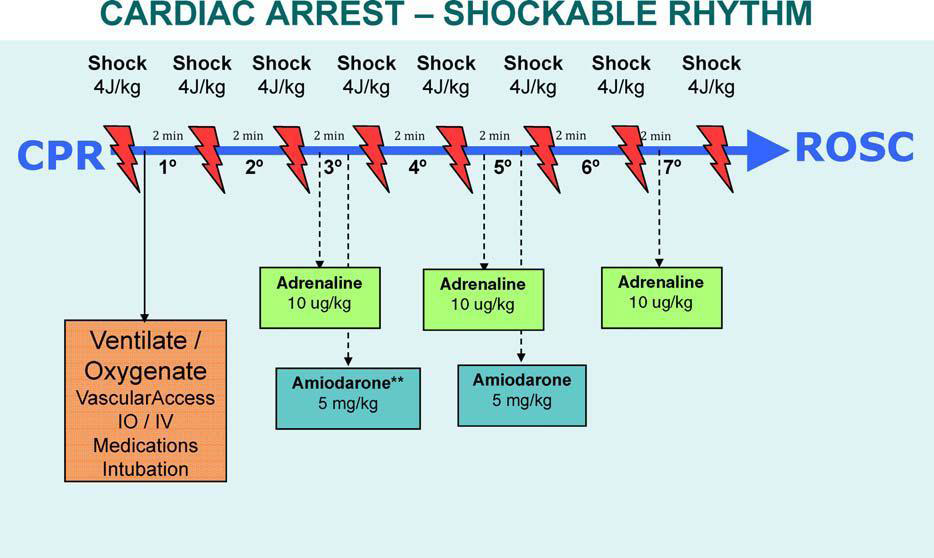 CARDIAC ARREST – SHOCKABLE RHYTHM
Shock Shock Shock Shock Shock Shock Shock Shock
4J/kg 4J/kg 4J/kg 4J/kg 4J/kg 4J/kg 4J/kg 4J/kg
2 min 2 min 2 min 2 min 2 min 2 min 2 min
CPR ROSC
1º 2º 3º 4º 5º 6º 7º
Adrenaline
10 ug/kg
Adrenaline
10 ug/kg
Adrenaline
10 ug/kg
Ventilate /
Oxygenate
VascularAccess
IO / IV
Medications
Intubation
Amiodarone**
5 mg/kg
Amiodarone
5 mg/kg